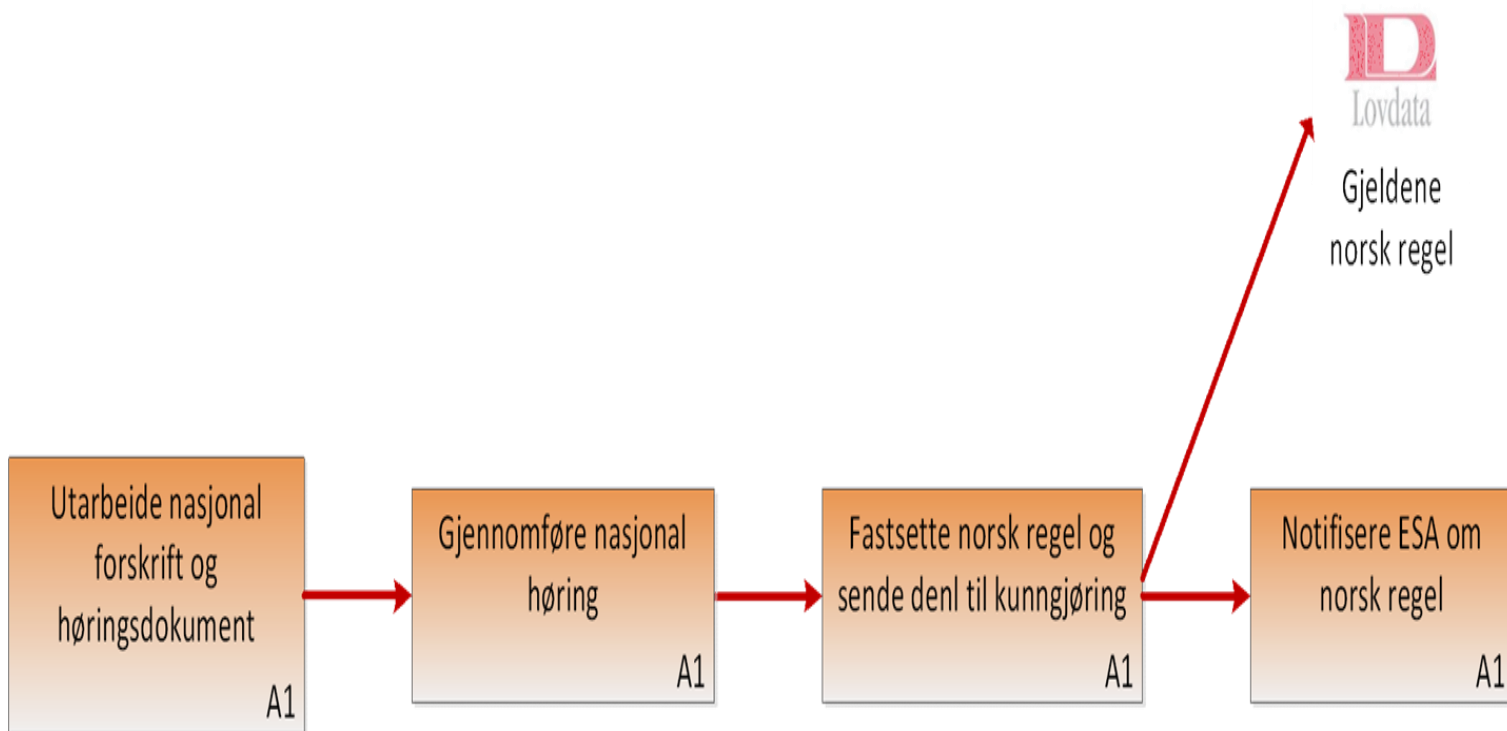 LD
Lovdata
Gjeldene
norsk regel
Utarbeide nasjonal
forskrift og
høringsdokument
A1
Gjennomføre nasjonal
høring
A1
Fastsette norsk regel og
sende denl til kunngjøring
A1
Notifisere ESA om
norsk regel
A1